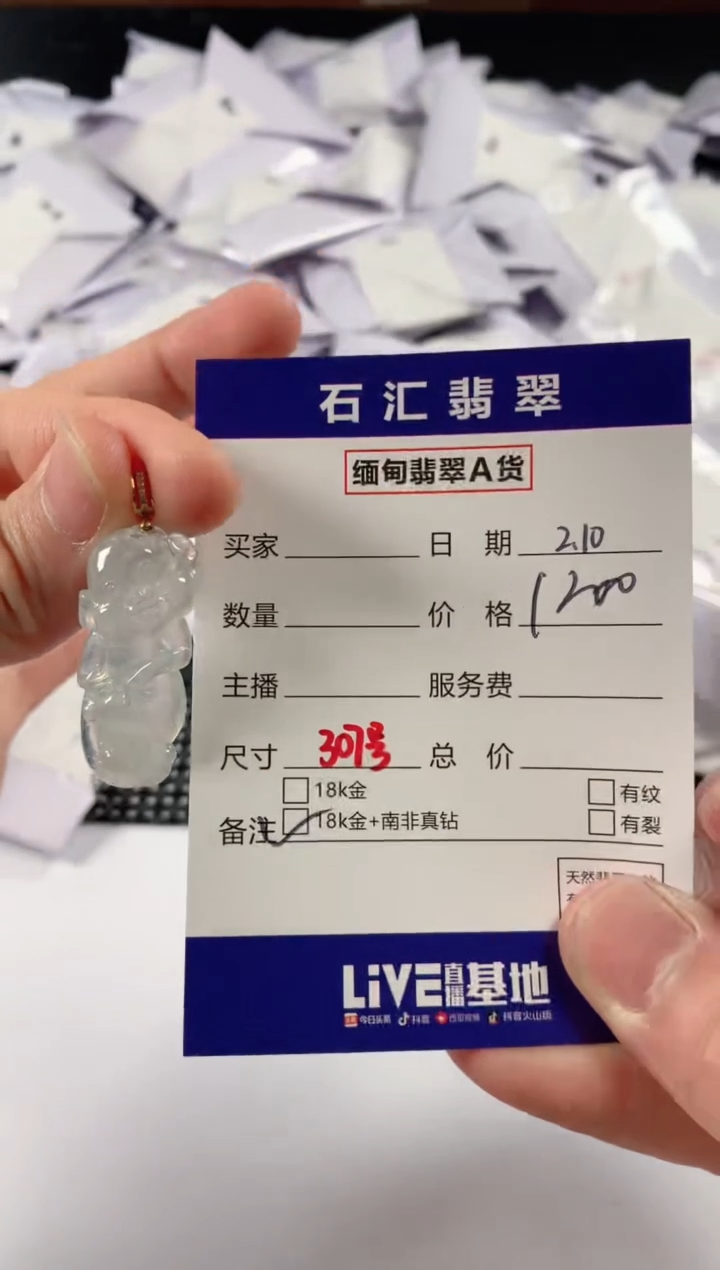 石汇翡翠
缅甸翡翠A货
买家 日期 2.10
数量 价格 1200
主播 服务费
尺寸 307号 总价
18k金 有纹
备注 18k金+南非真钻 有裂
天然翡
LiVE直播基地
今日头条 抖音 西瓜视频 抖音火山版